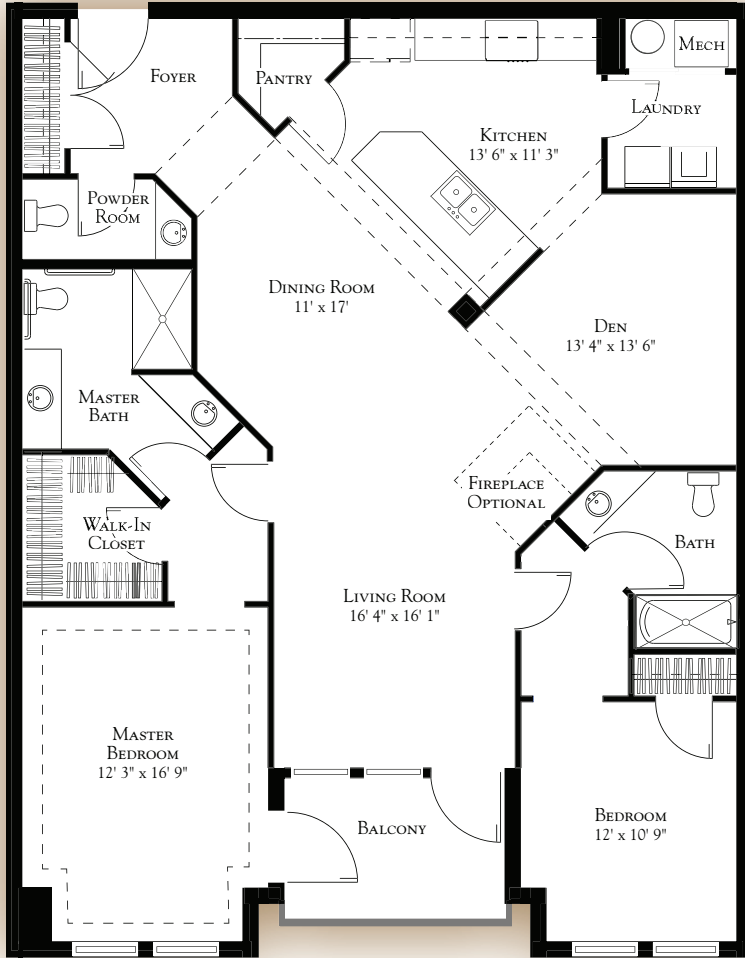 Foyer
Pantry
Mech
Laundry
Kitchen
13' 6" x 11' 3"
Powder
Room
Dining Room
11' x 17'
Den
13' 4" x 13' 6"
Master
Bath
Fireplace
Optional
Walk-In
Closet
Bath
Living Room
16' 4" x 16' 1"
Master
Bedroom
12' 3" x 16' 9"
Balcony
Bedroom
12' x 10' 9"